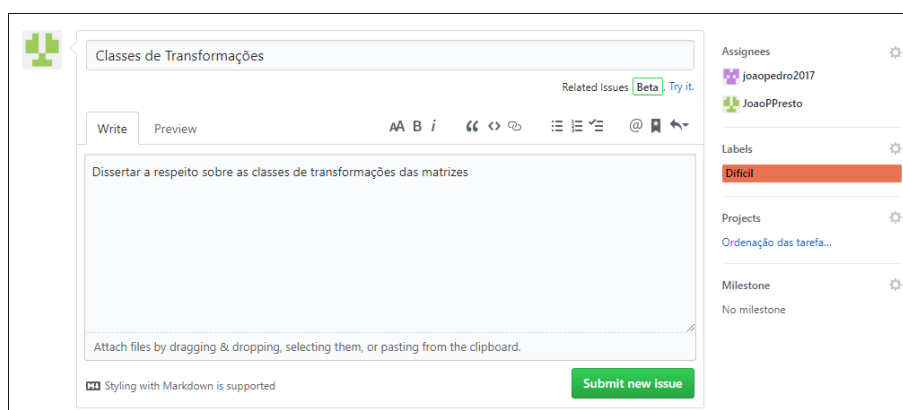 Classes de Transformações
Related Issues Beta . Try it.
Write Preview AA B i
Dissertar a respeito sobre as classes de transformações das matrizes
Attach files by dragging & dropping, selecting them, or pasting from the clipboard.
Styling with Markdown is supported
Submit new issue
Assignees
joaopedro2017
JoaoPPresto
Labels
Difícil
Projects
Ordenação das tarefa...
Milestone
No milestone